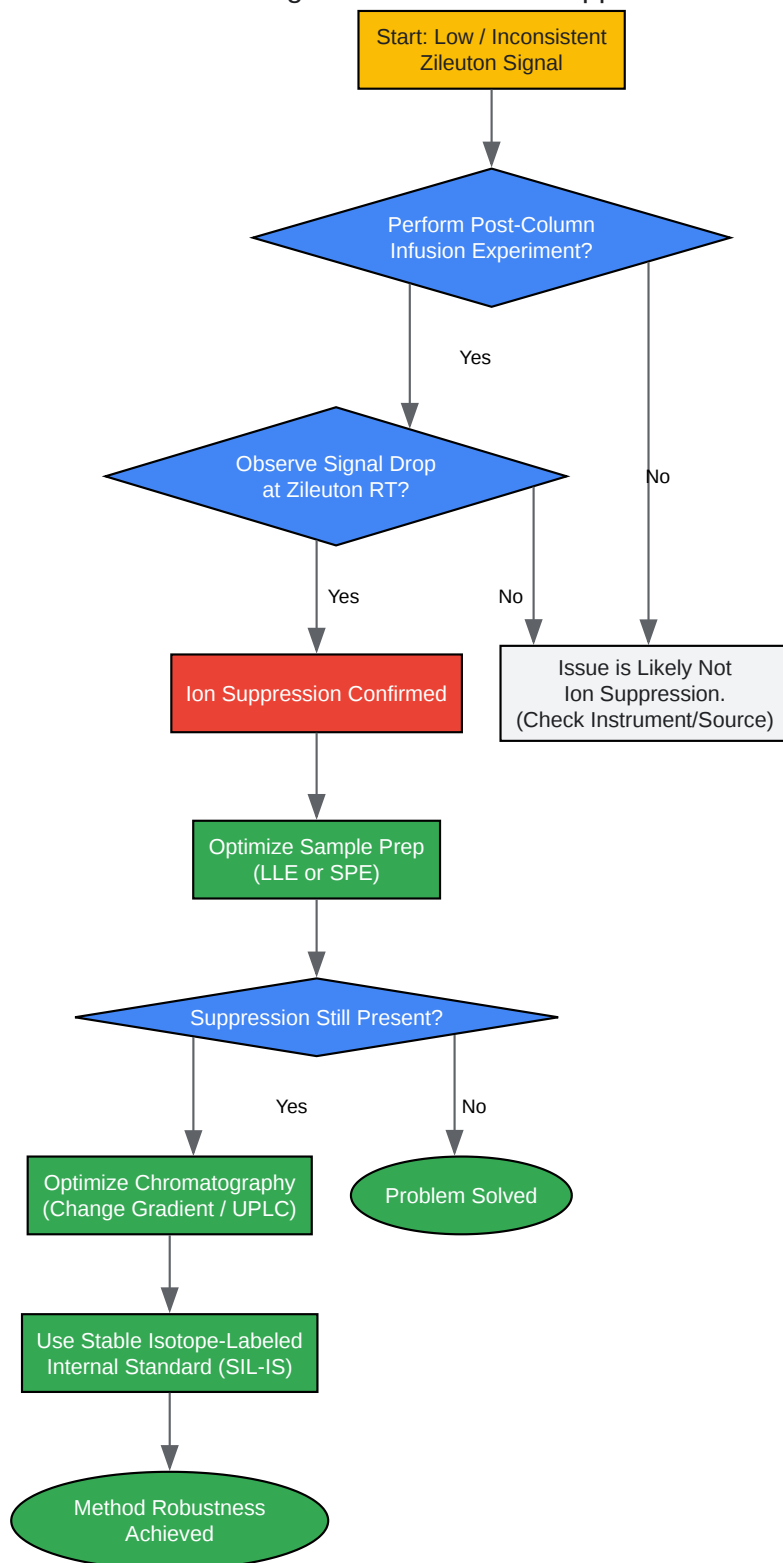 Start: Low / Inconsistent
Zileuton Signal
Perform Post-Column
Infusion Experiment?
Yes
No
Observe Signal Drop
at Zileuton RT?
Yes
No
Ion Suppression Confirmed
Issue is Likely Not
Ion Suppression.
(Check Instrument/Source)
Optimize Sample Prep
(LLE or SPE)
Suppression Still Present?
Yes
No
Optimize Chromatography
(Change Gradient / UPLC)
Problem Solved
Use Stable Isotope-Labeled
Internal Standard (SIL-IS)
Method Robustness
Achieved